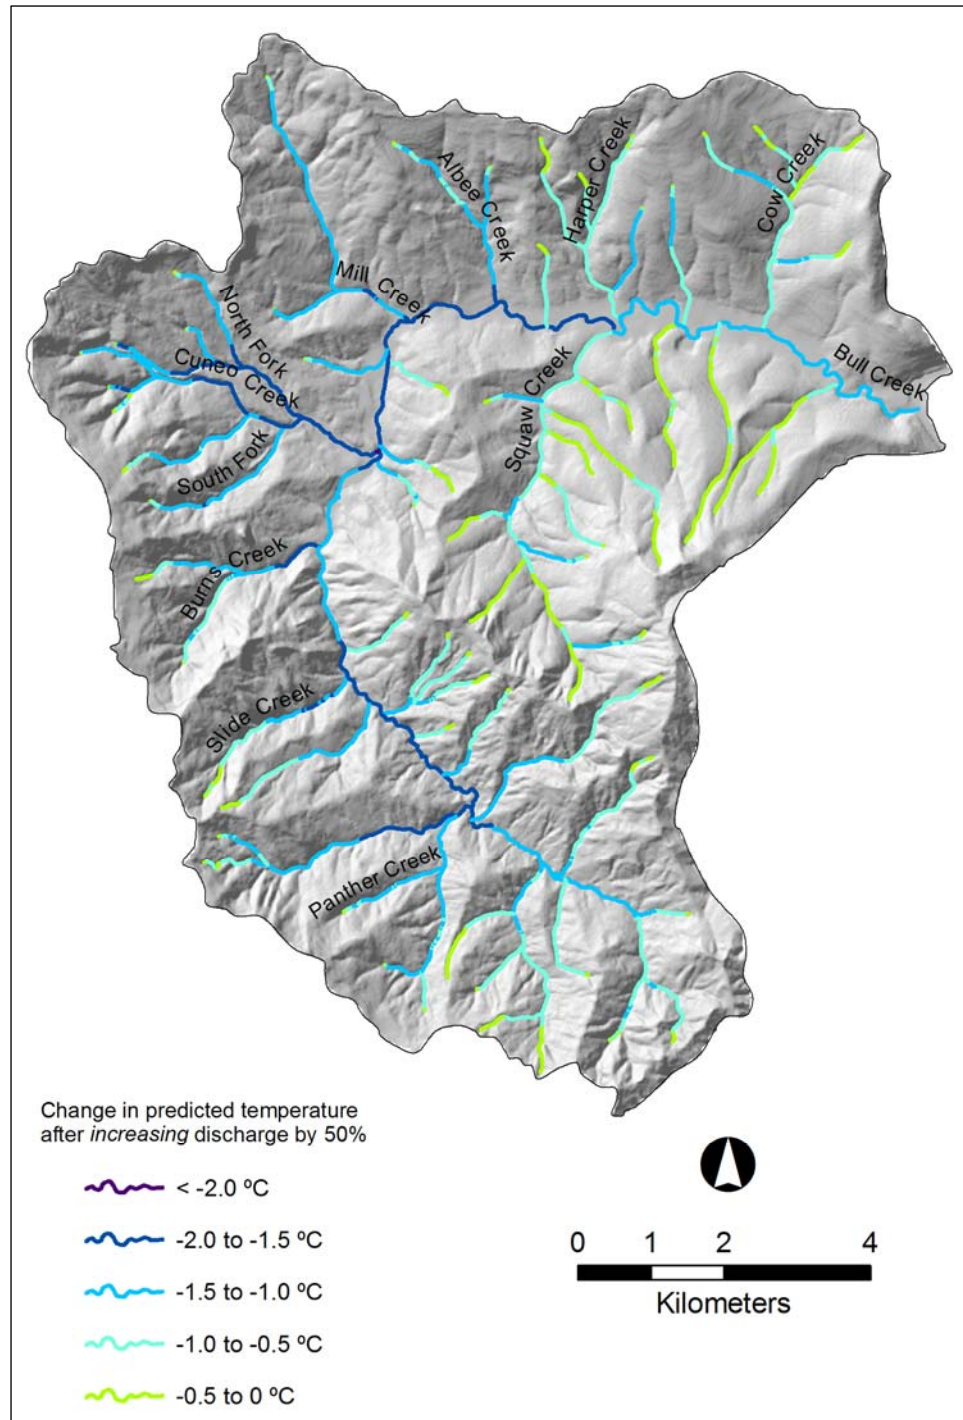 Albee Creek
Harper Creek
Cow Creek
Mill Creek
North Fork
Cuneo Creek
South Fork
Squaw Creek
Bull Creek
Burns Creek
Slide Creek
Panther Creek
Change in predicted temperature
after increasing discharge by 50%
< -2.0 ºC
-2.0 to -1.5 ºC
-1.5 to -1.0 ºC
-1.0 to -0.5 ºC
-0.5 to 0 ºC
0 1 2 4
Kilometers